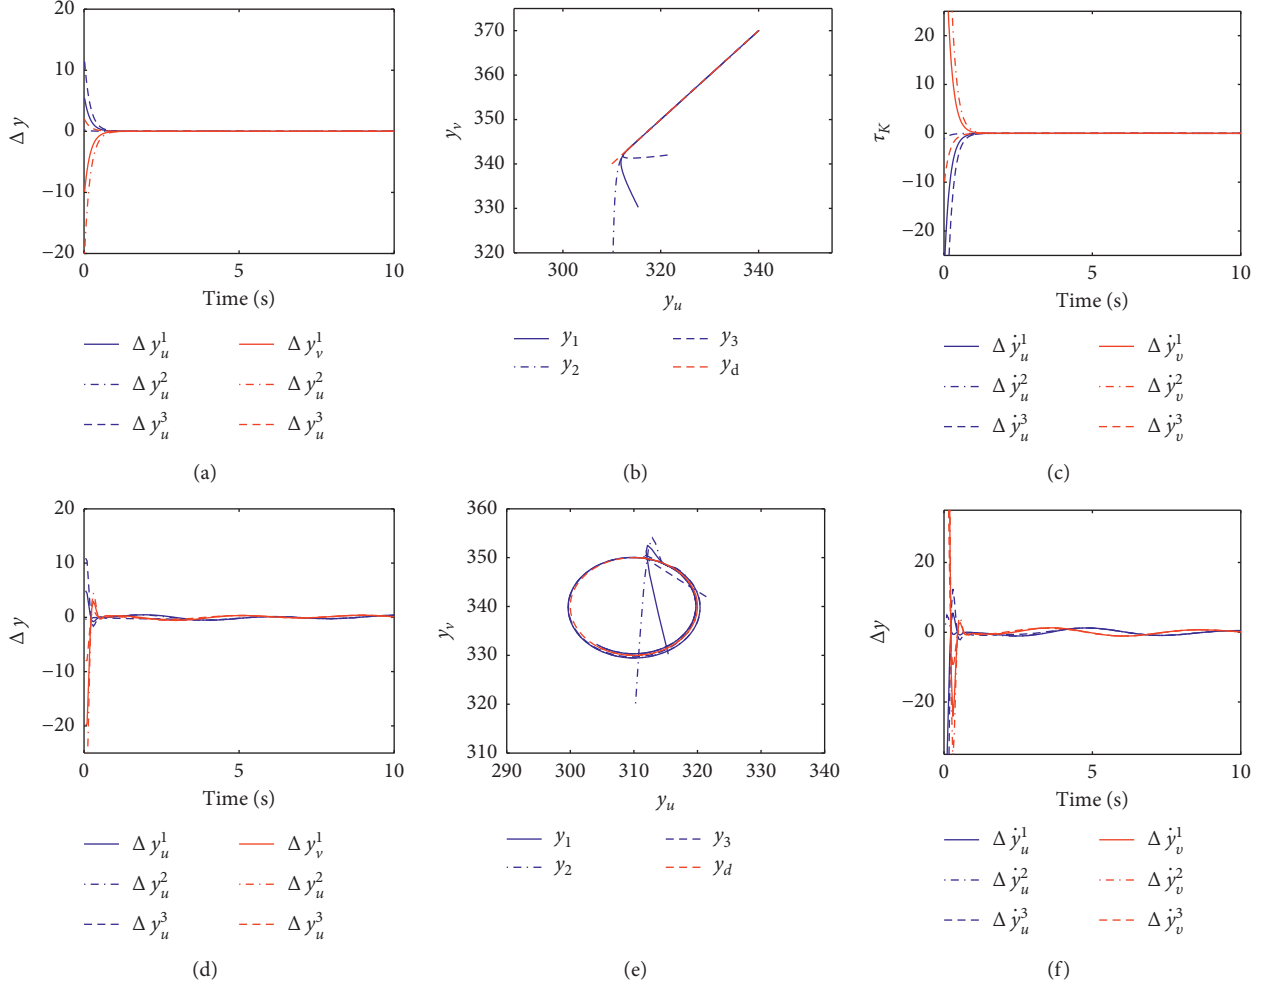 20
10
0
−10
−20
Δ y
0 5 10
Time (s)
Δ y_u^1 Δ y_v^1
Δ y_u^2 Δ y_u^2
Δ y_u^3 Δ y_u^3
(a)
370
360
350
340
330
320
y_v
300 320 340
y_u
y_1 y_3
y_2 y_d
(b)
20
10
0
−10
−20
τ_K
0 5 10
Time (s)
Δ ẏ_u^1 Δ ẏ_v^1
Δ ẏ_u^2 Δ ẏ_v^2
Δ ẏ_u^3 Δ ẏ_v^3
(c)
20
10
0
−10
−20
Δ y
0 5 10
Time (s)
Δ y_u^1 Δ y_v^1
Δ y_u^2 Δ y_u^2
Δ y_u^3 Δ y_u^3
(d)
360
350
340
330
320
310
y_v
290 300 310 320 330 340
y_u
y_1 y_3
y_2 y_d
(e)
20
0
−20
Δy
0 5 10
Time (s)
Δ ẏ_u^1 Δ ẏ_v^1
Δ ẏ_u^2 Δ ẏ_v^2
Δ ẏ_u^3 Δ ẏ_v^3
(f)